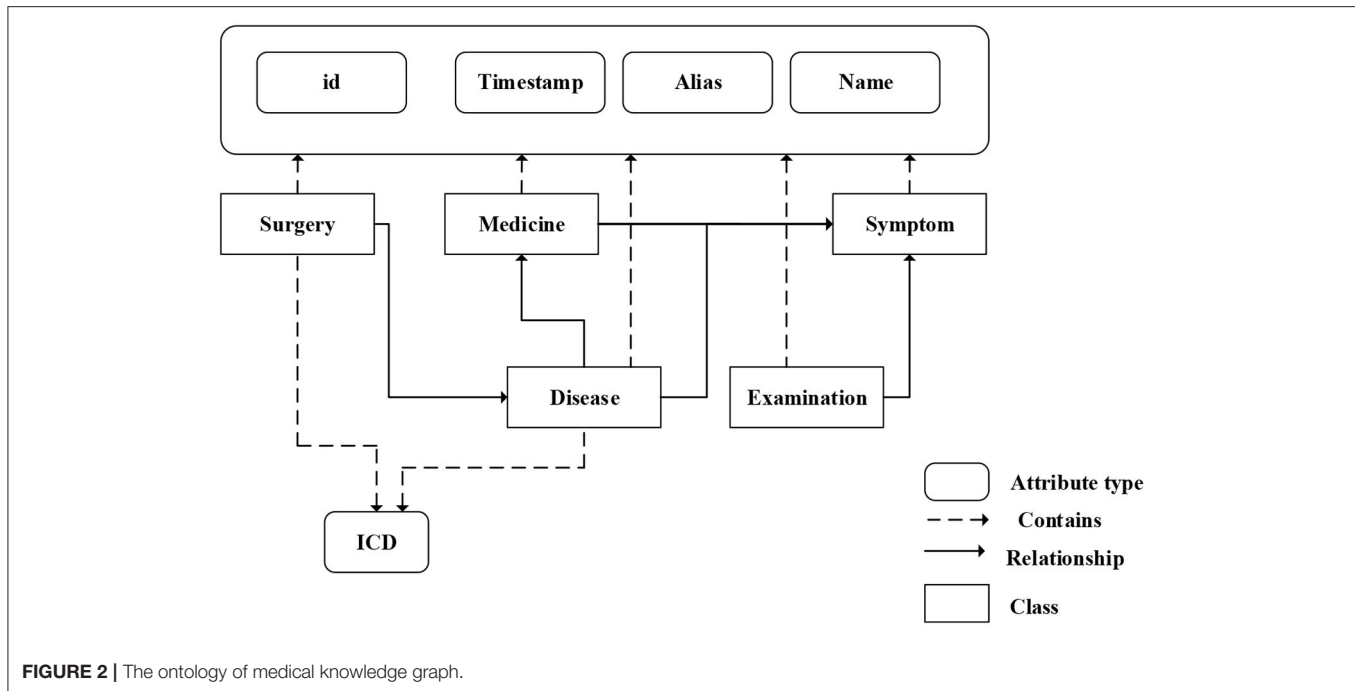 id
Timestamp
Alias
Name
Surgery
Medicine
Symptom
Disease
Examination
ICD
Attribute type
Contains
Relationship
Class
FIGURE 2 | The ontology of medical knowledge graph.